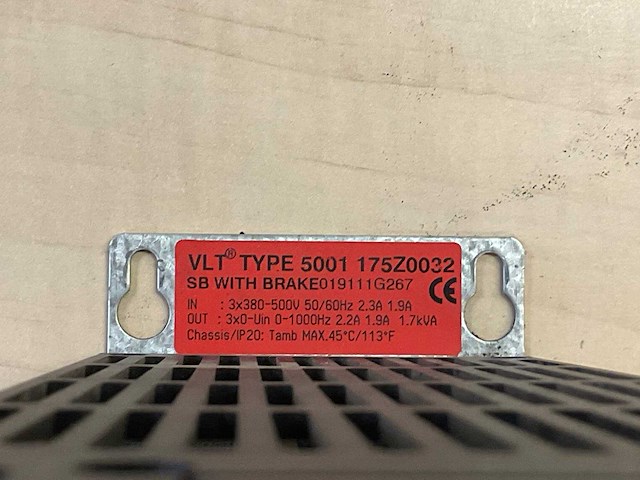 VLT® TYPE 5001 175Z0032
SB WITH BRAKE019111G267 CE
IN : 3x380-500V 50/60Hz 2.3A 1.9A
OUT : 3x0-Uin 0-1000Hz 2.2A 1.9A 1.7kVA
Chassis/IP20: Tamb MAX.45°C/113°F